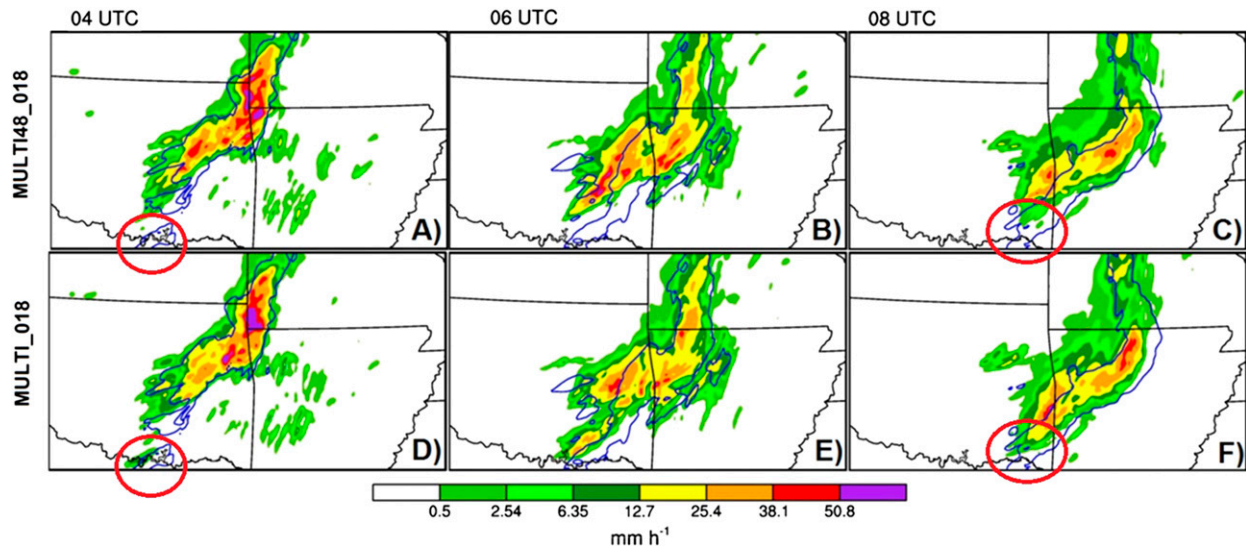 04 UTC
06 UTC
08 UTC
MULTI48_018
A)
B)
C)
MULTI_018
D)
E)
F)
0.5 2.54 6.35 12.7 25.4 38.1 50.8
mm h⁻¹